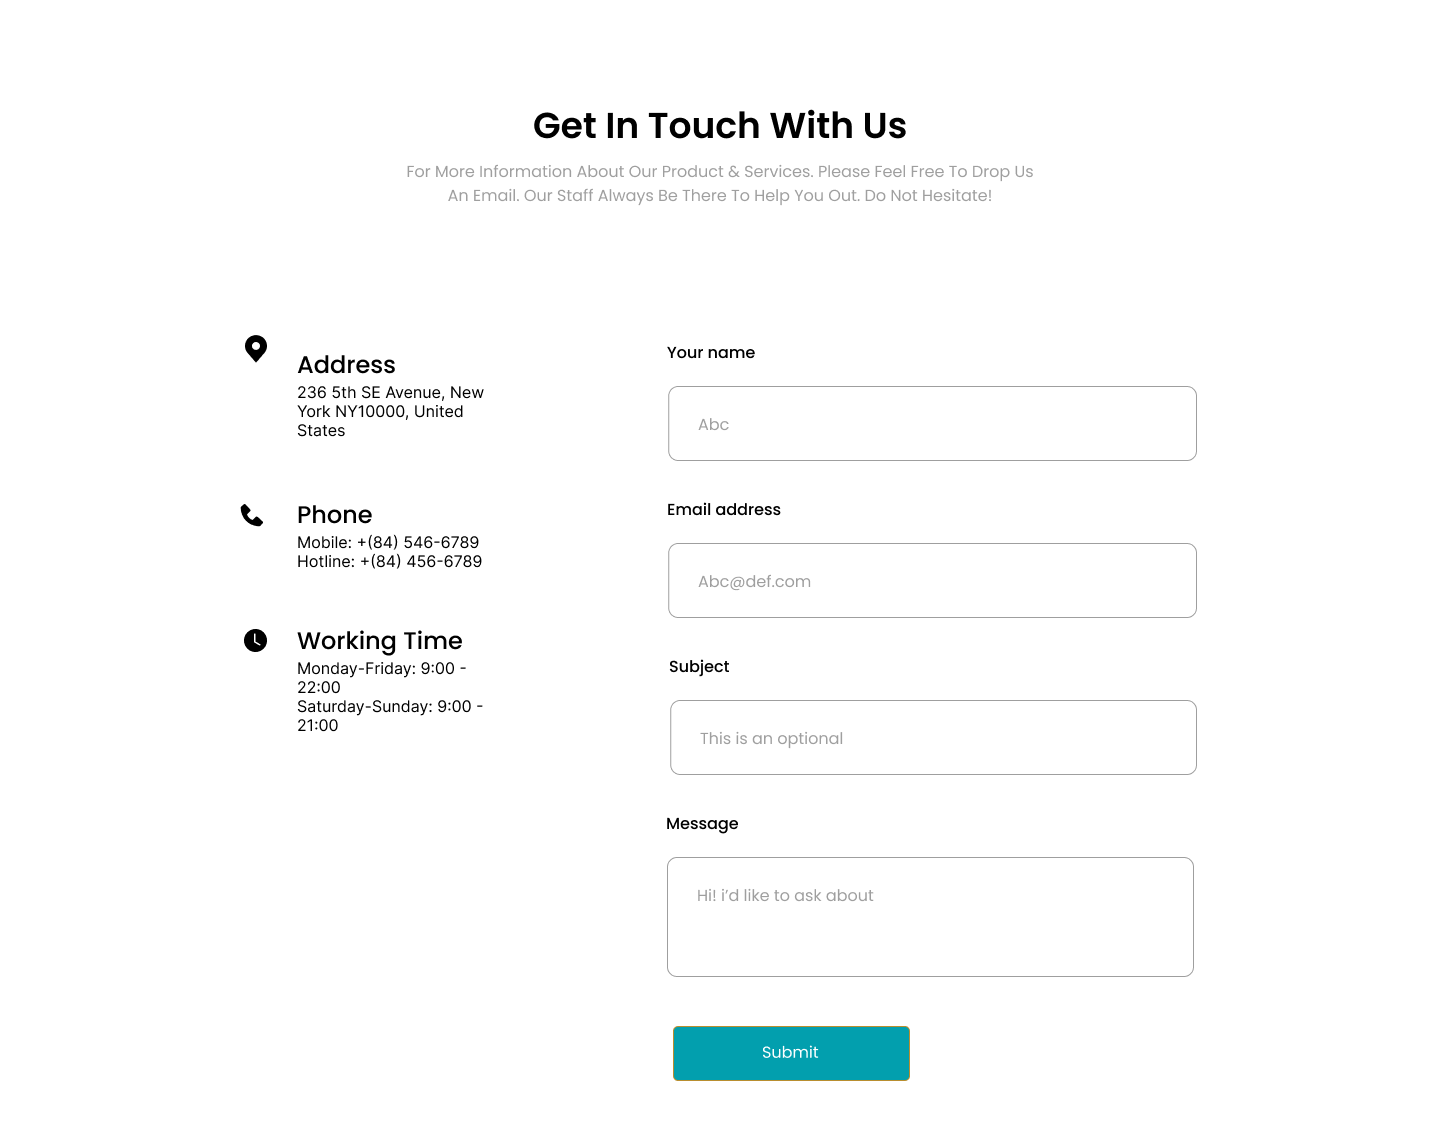 Get In Touch With Us
For More Information About Our Product & Services. Please Feel Free To Drop Us
An Email. Our Staff Always Be There To Help You Out. Do Not Hesitate!
Address
236 5th SE Avenue, New
York NY10000, United
States
Phone
Mobile: +(84) 546-6789
Hotline: +(84) 456-6789
Working Time
Monday-Friday: 9:00 -
22:00
Saturday-Sunday: 9:00 -
21:00
Your name
Abc
Email address
Abc@def.com
Subject
This is an optional
Message
Hi! i’d like to ask about
Submit